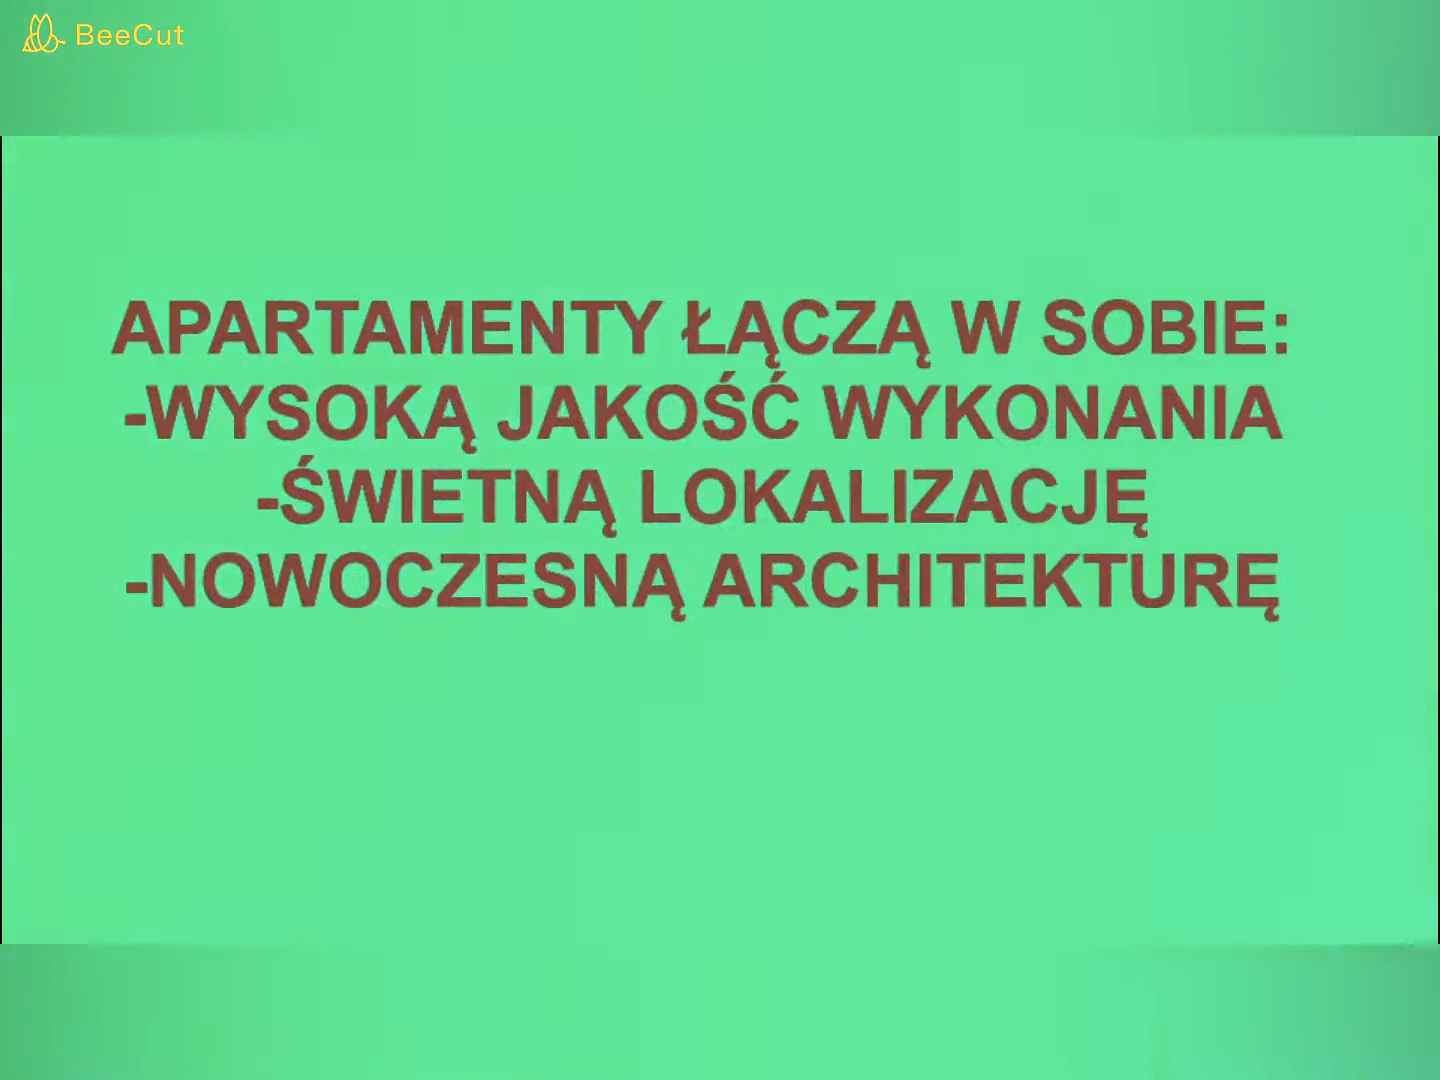 BeeCut
APARTAMENTY ŁĄCZĄ W SOBIE:
-WYSOKĄ JAKOŚĆ WYKONANIA
-ŚWIETNĄ LOKALIZACJĘ
-NOWOCZESNĄ ARCHITEKTURĘ